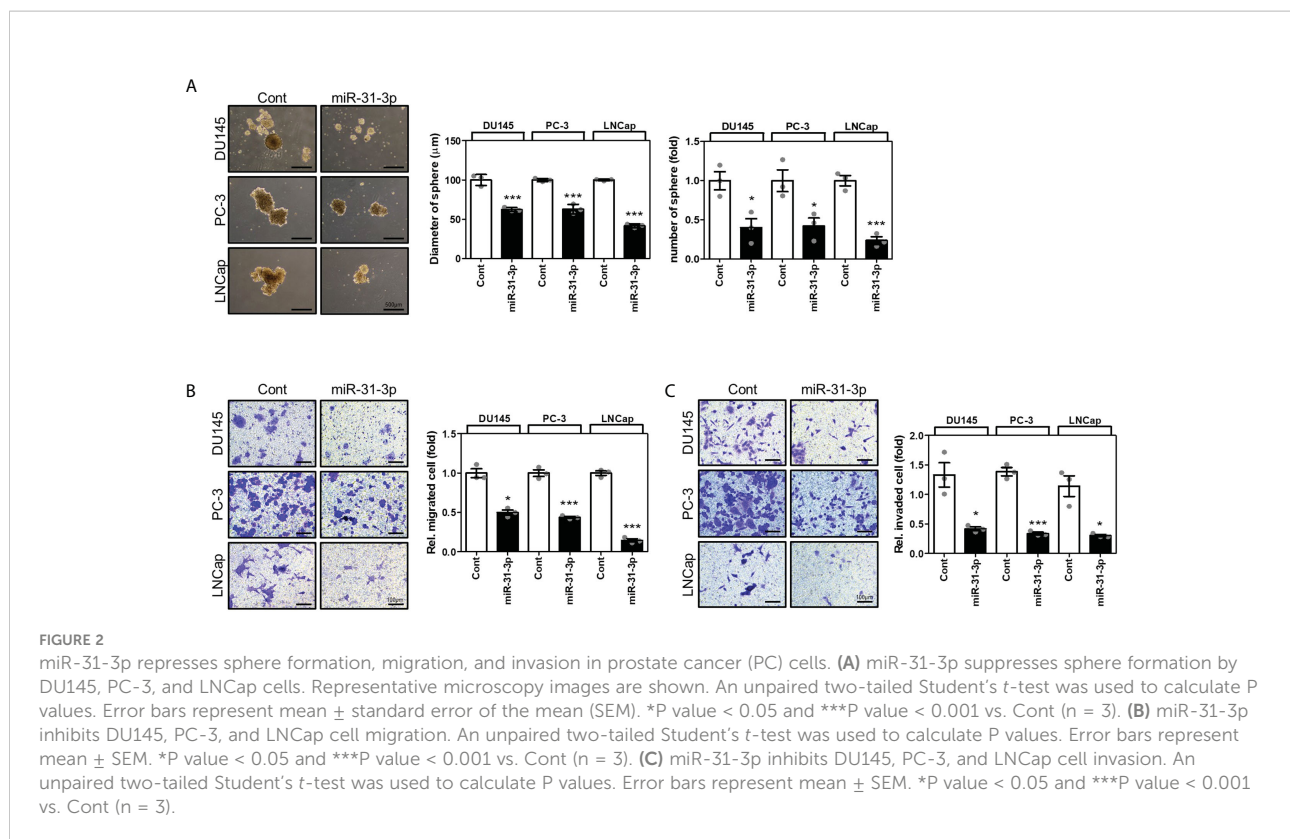 A
Cont miR-31-3p
DU145
PC-3
LNCap
500µm
Diameter of sphere (µm)
150
100
50
0
DU145 PC-3 LNCap
*** *** ***
Cont miR-31-3p Cont miR-31-3p Cont miR-31-3p
number of sphere (fold)
1.5
1.0
0.5
0.0
DU145 PC-3 LNCap
* * ***
Cont miR-31-3p Cont miR-31-3p Cont miR-31-3p
B
Cont miR-31-3p
DU145
PC-3
LNCap
100µm
Rel. migrated cell (fold)
1.5
1.0
0.5
0.0
DU145 PC-3 LNCap
* *** ***
Cont miR-31-3p Cont miR-31-3p Cont miR-31-3p
C
Cont miR-31-3p
DU145
PC-3
LNCap
100µm
Rel. invaded cell (fold)
2.0
1.5
1.0
0.5
0.0
DU145 PC-3 LNCap
* *** *
Cont miR-31-3p Cont miR-31-3p Cont miR-31-3p
FIGURE 2
miR-31-3p represses sphere formation, migration, and invasion in prostate cancer (PC) cells. (A) miR-31-3p suppresses sphere formation by
DU145, PC-3, and LNCap cells. Representative microscopy images are shown. An unpaired two-tailed Student's t-test was used to calculate P
values. Error bars represent mean ± standard error of the mean (SEM). *P value < 0.05 and ***P value < 0.001 vs. Cont (n = 3). (B) miR-31-3p
inhibits DU145, PC-3, and LNCap cell migration. An unpaired two-tailed Student's t-test was used to calculate P values. Error bars represent
mean ± SEM. *P value < 0.05 and ***P value < 0.001 vs. Cont (n = 3). (C) miR-31-3p inhibits DU145, PC-3, and LNCap cell invasion. An
unpaired two-tailed Student's t-test was used to calculate P values. Error bars represent mean ± SEM. *P value < 0.05 and ***P value < 0.001
vs. Cont (n = 3).